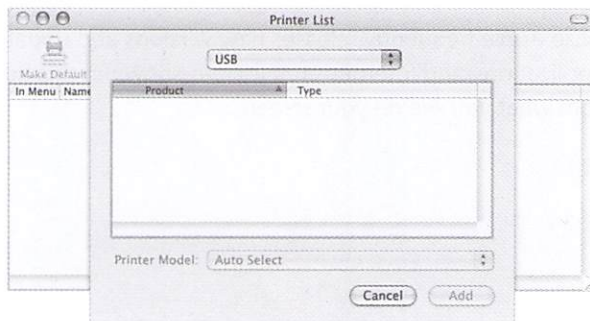 Printer List
USB
Make Default
In Menu Name
Product Type
Printer Model: Auto Select
Cancel Add